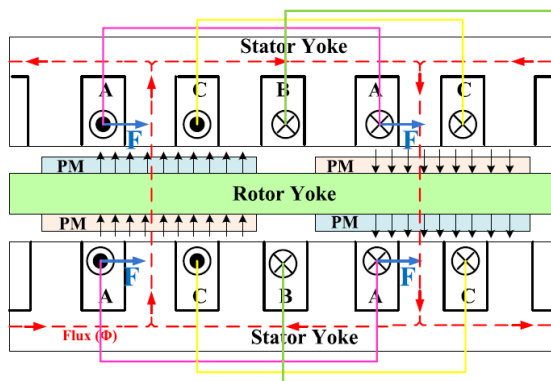 Stator Yoke
A C B A C
F F
PM PM
Rotor Yoke
PM PM
F F
A C B A C
Flux (Φ) Stator Yoke